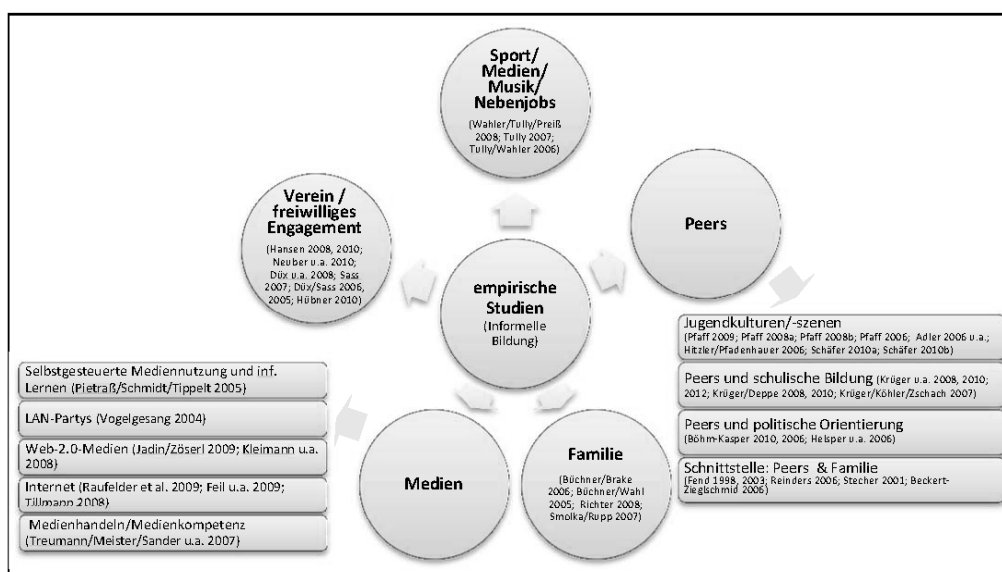 Sport/
Medien/
Musik/
Nebenjobs
(Wahler/Tully/Preiß
2008; Tully 2007;
Tully/Wahler 2006)
Verein /
freiwilliges
Engagement
(Hansen 2008, 2010;
Neuber u.a. 2010;
Düx u.a. 2008; Sass
2007; Düx/Sass 2006,
2005; Hübner 2010)
Peers
empirische
Studien
(Informelle
Bildung)
Jugendkulturen/-szenen
(Pfaff 2009; Pfaff 2008a; Pfaff 2008b; Pfaff 2006; Adler 2006 u.a.;
Hitzler/Pfadenhauer 2006; Schäfer 2010a; Schäfer 2010b)
Peers und schulische Bildung (Krüger u.a. 2008, 2010;
2012; Krüger/Deppe 2008, 2010; Krüger/Köhler/Zschach 2007)
Peers und politische Orientierung
(Böhm-Kasper 2010, 2006; Helsper u.a. 2006)
Schnittstelle: Peers & Familie
(Fend 1998, 2003; Reinders 2006; Stecher 2001; Beckert-
Zieglschmid 2006)
Selbstgesteuerte Mediennutzung und inf.
Lernen (Pietraß/Schmidt/Tippelt 2005)
LAN-Partys (Vogelgesang 2004)
Web-2.0-Medien (Jadin/Zöserl 2009; Kleimann u.a.
2008)
Internet (Raufelder et al. 2009; Feil u.a. 2009;
Tillmann 2008)
Medienhandeln/Medienkompetenz
(Treumann/Meister/Sander u.a. 2007)
Medien
Familie
(Büchner/Brake
2006; Büchner/Wahl
2005; Richter 2008;
Smolka/Rupp 2007)